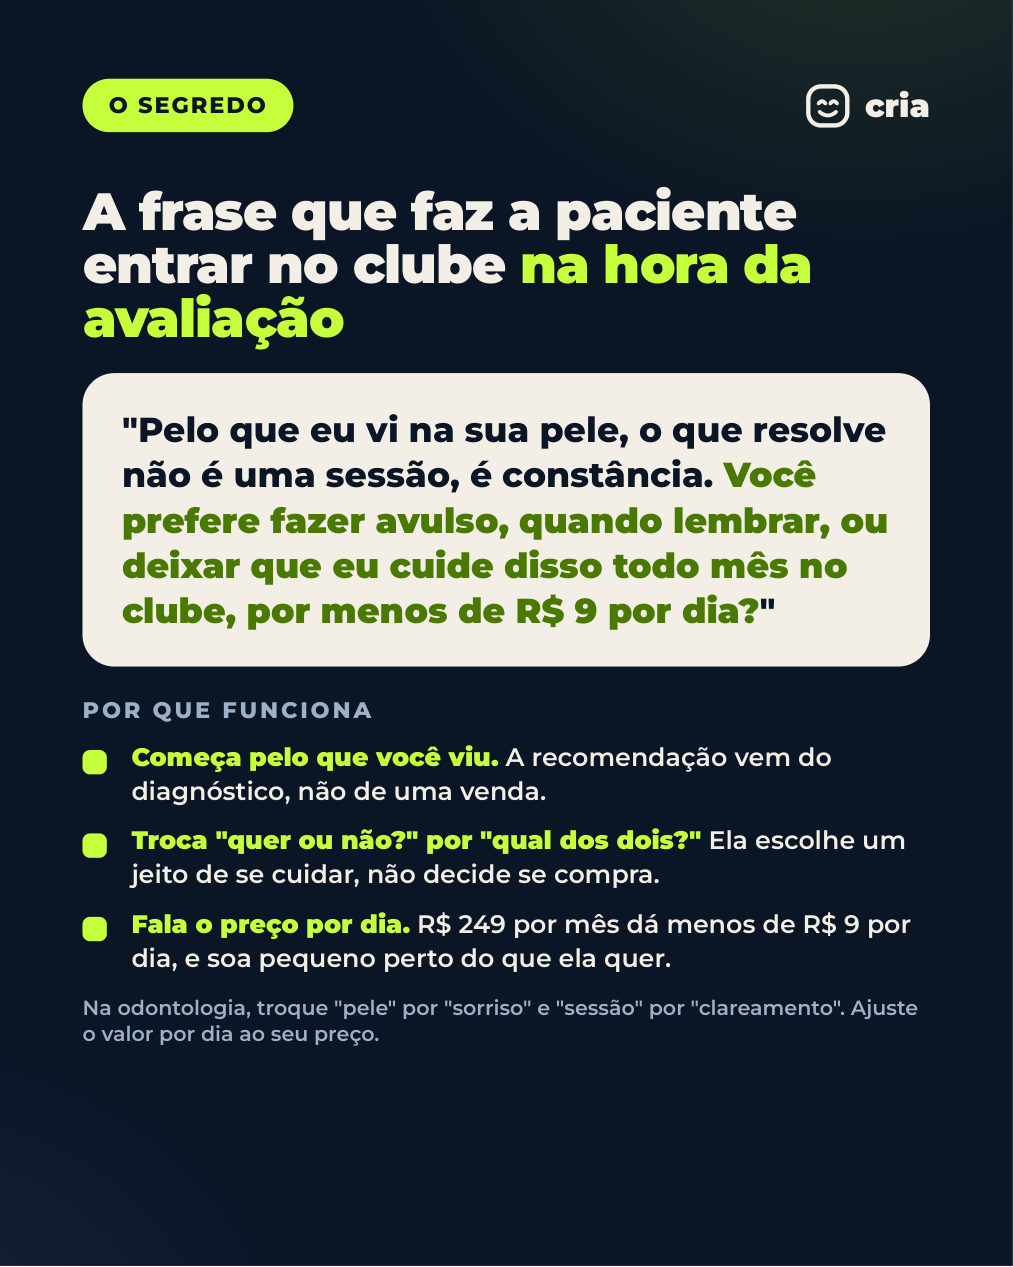 O SEGREDO
cria
A frase que faz a paciente
entrar no clube na hora da
avaliação
"Pelo que eu vi na sua pele, o que resolve
não é uma sessão, é constância. Você
prefere fazer avulso, quando lembrar, ou
deixar que eu cuide disso todo mês no
clube, por menos de R$ 9 por dia?"
POR QUE FUNCIONA
Começa pelo que você viu. A recomendação vem do
diagnóstico, não de uma venda.
Troca "quer ou não?" por "qual dos dois?" Ela escolhe um
jeito de se cuidar, não decide se compra.
Fala o preço por dia. R$ 249 por mês dá menos de R$ 9 por
dia, e soa pequeno perto do que ela quer.
Na odontologia, troque "pele" por "sorriso" e "sessão" por "clareamento". Ajuste
o valor por dia ao seu preço.